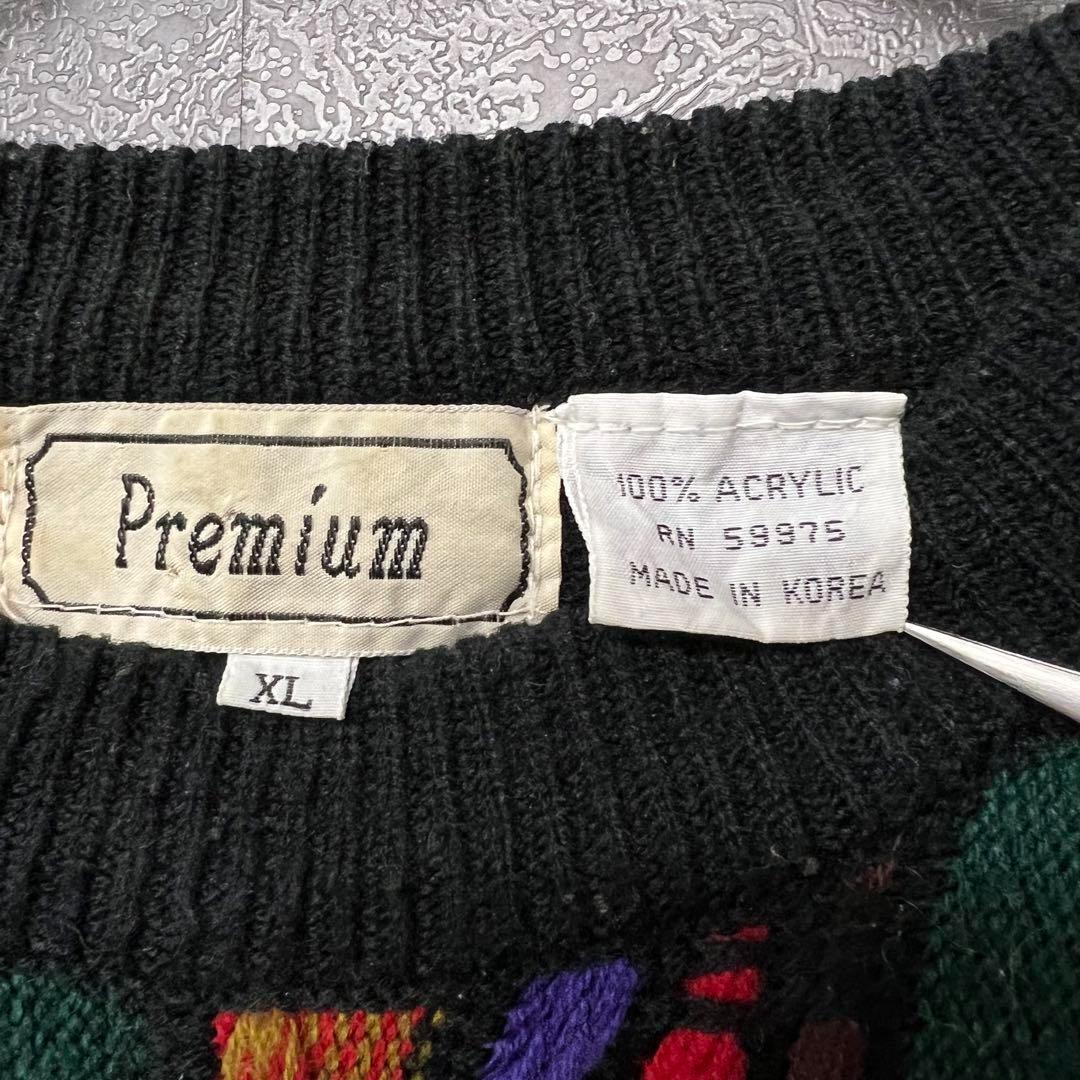 Premium
XL
100% ACRYLIC
RN 59975
MADE IN KOREA